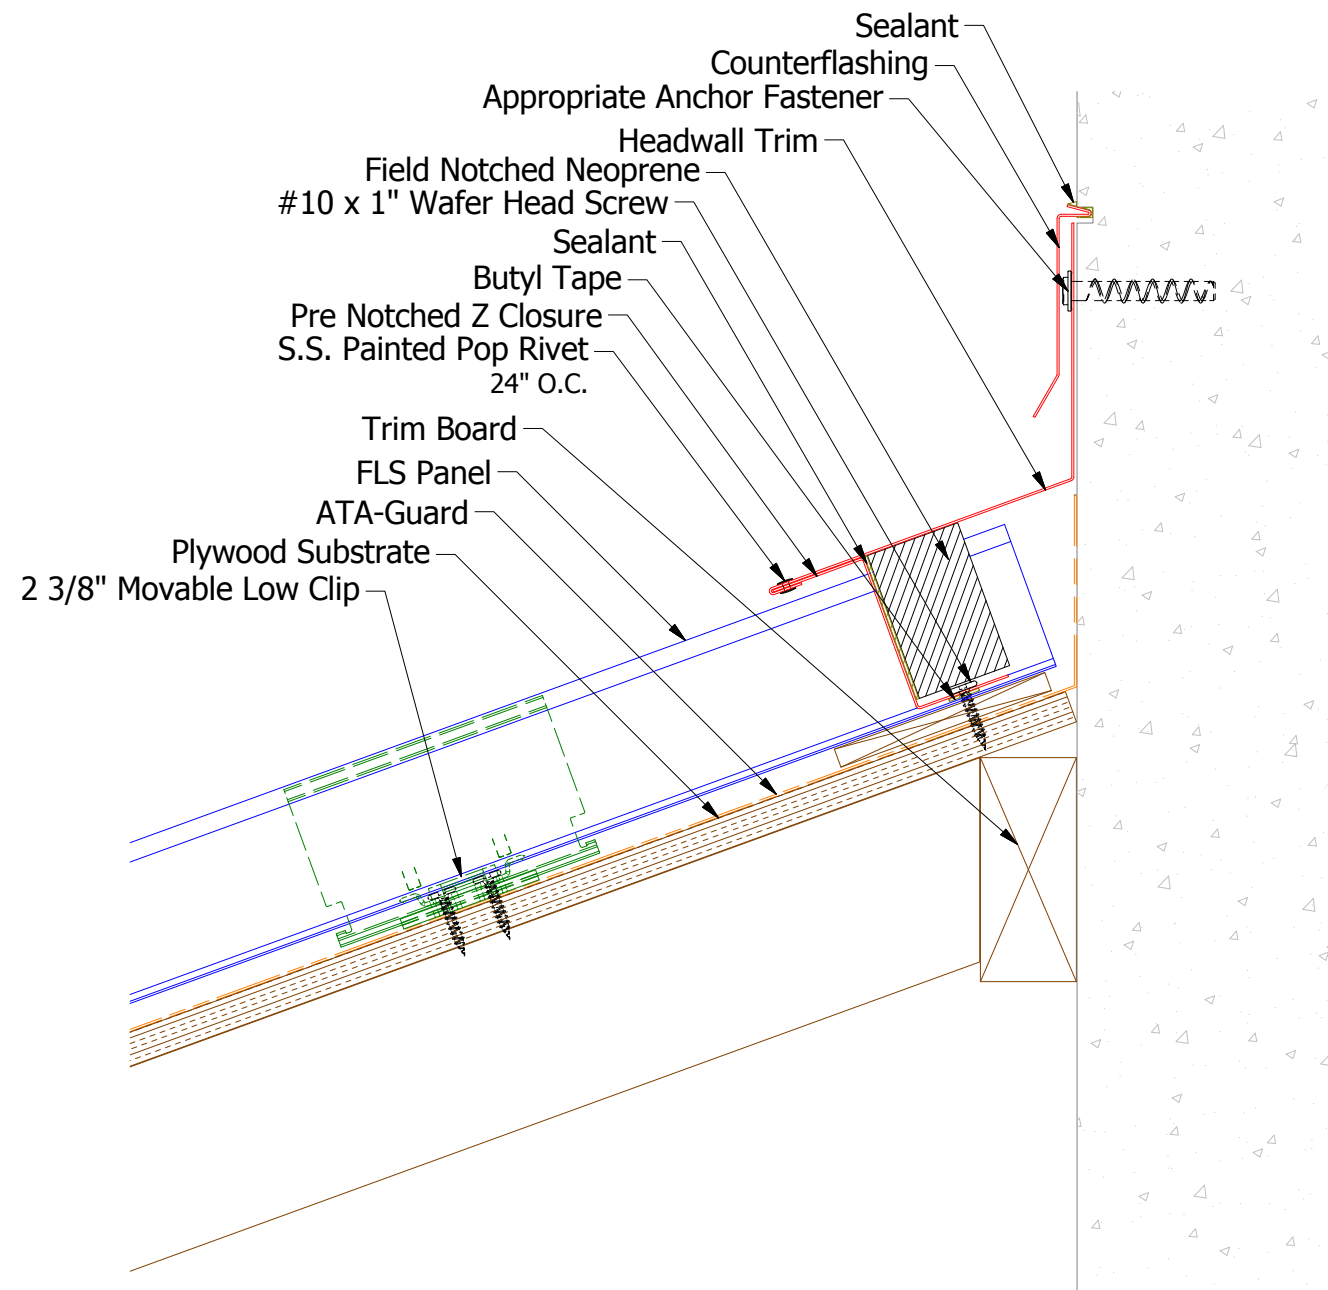 Sealant
Counterflashing
Appropriate Anchor Fastener
Headwall Trim
Field Notched Neoprene
#10 x 1" Wafer Head Screw
Sealant
Butyl Tape
Pre Notched Z Closure
S.S. Painted Pop Rivet
24" O.C.
Trim Board
FLS Panel
ATA-Guard
Plywood Substrate
2 3/8" Movable Low Clip